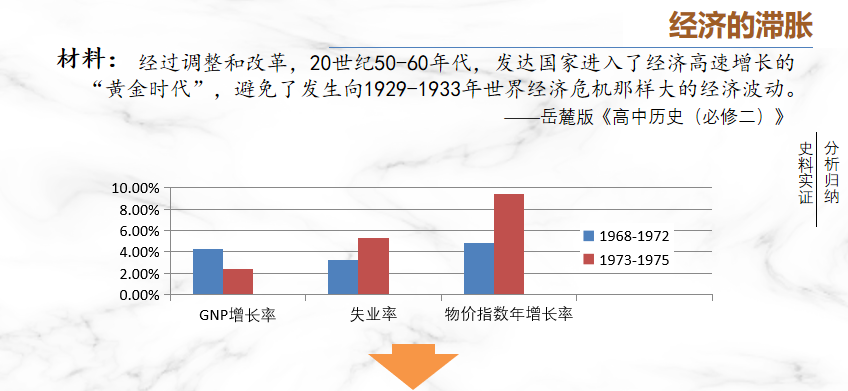 经济的滞胀
材料： 经过调整和改革，20世纪50-60年代，发达国家进入了经济高速增长的
“黄金时代”，避免了发生向1929-1933年世界经济危机那样大的经济波动。
——岳麓版《高中历史（必修二）》
分析归纳
史料实证
10.00%
8.00%
6.00%
4.00%
2.00%
0.00%
GNP增长率 失业率 物价指数年增长率
1968-1972
1973-1975